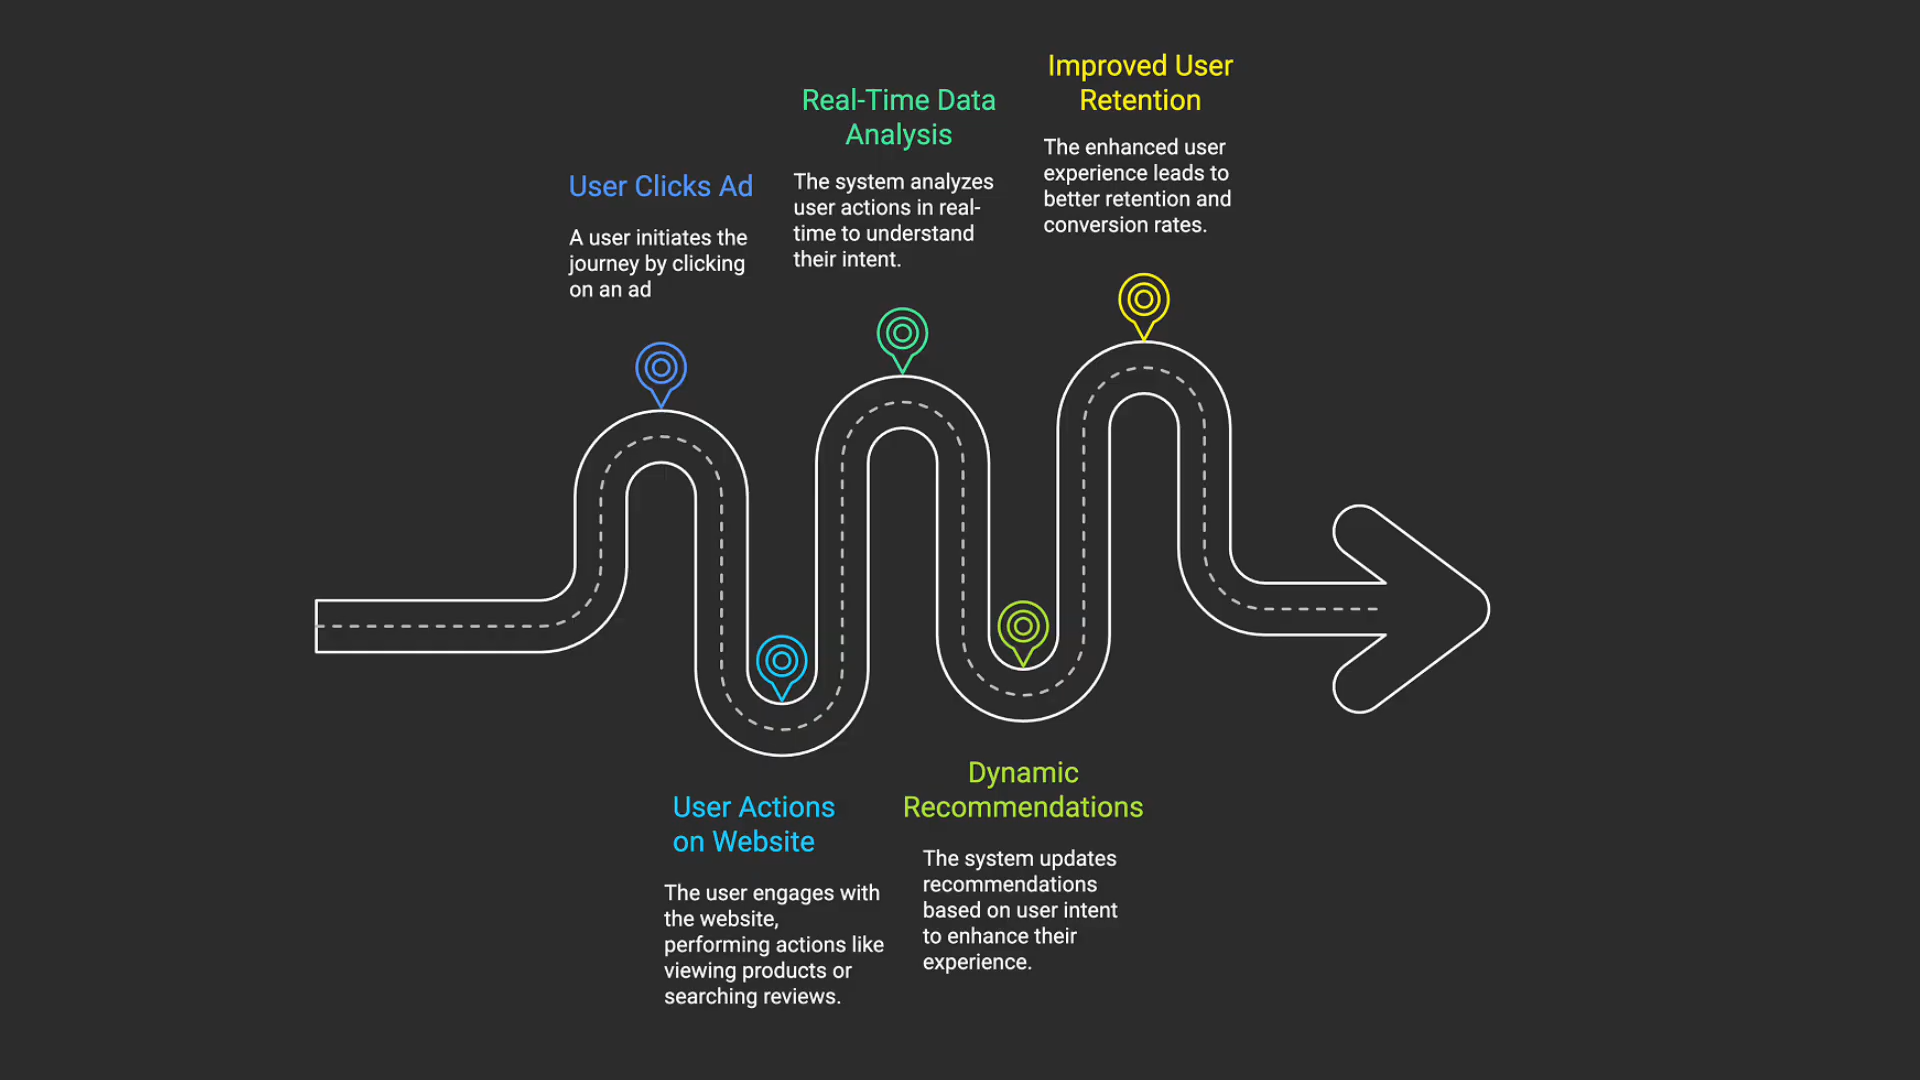 User Clicks Ad
A user initiates the
journey by clicking
on an ad
Real-Time Data
Analysis
The system analyzes
user actions in real-
time to understand
their intent.
Improved User
Retention
The enhanced user
experience leads to
better retention and
conversion rates.
User Actions
on Website
The user engages with
the website,
performing actions like
viewing products or
searching reviews.
Dynamic
Recommendations
The system updates
recommendations
based on user intent
to enhance their
experience.